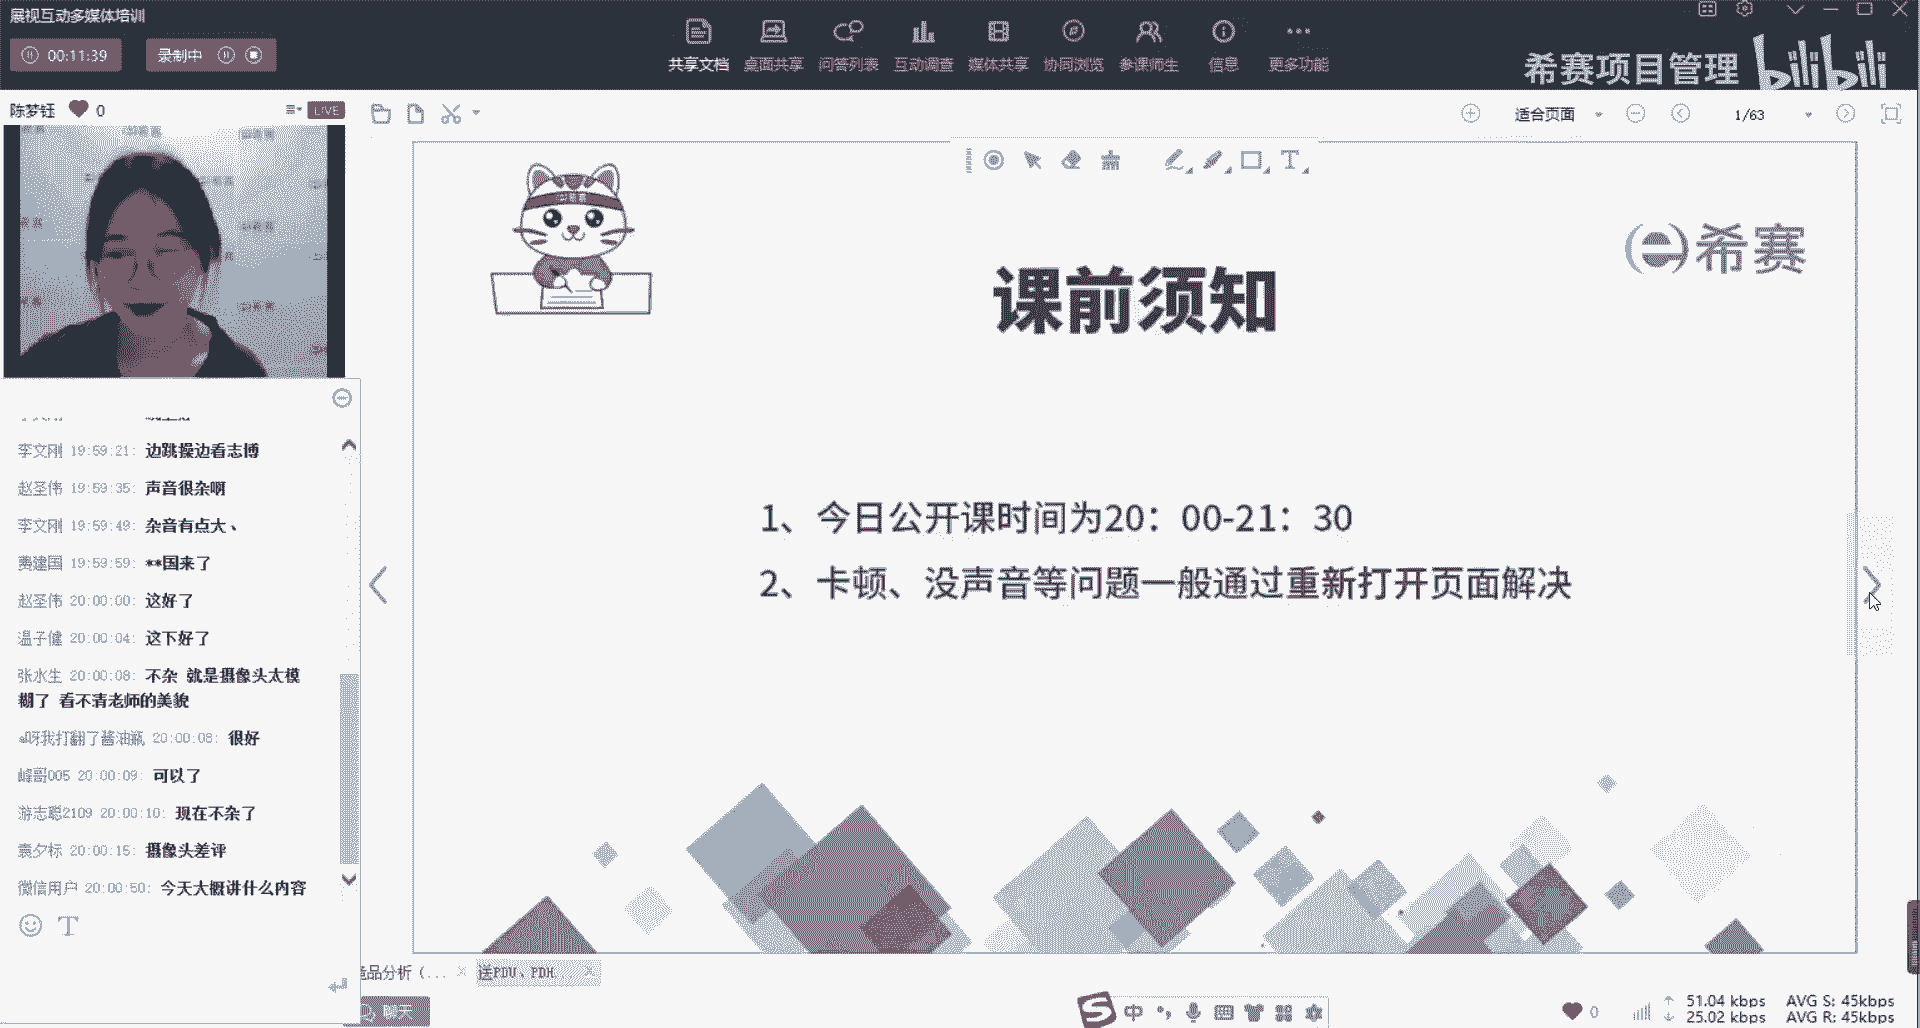 展视互动多媒体培训
00:11:39
录制中
共享文档
桌面共享
问答列表
互动调查
媒体共享
协同浏览
参课师生
信息
更多功能
希赛项目管理
bilibili
陈梦钰
0
LIVE
适合页面
1/63
希赛
课前须知
1、今日公开课时间为20：00-21：30
2、卡顿、没声音等问题一般通过重新打开页面解决
李文刚 19:59:21: 边跳操边看志博
赵圣伟 19:59:35: 声音很杂啊
李文刚 19:59:49: 杂音有点大、
费建国 19:59:59: **国来了
赵圣伟 20:00:00: 这好了
温子健 20:00:04: 这下好了
张水生 20:00:08: 不杂 就是摄像头太模
糊了 看不清老师的美貌
呀我打翻了酱油瓶 20:00:08: 很好
峰哥005 20:00:09: 可以了
游志聪2109 20:00:10: 现在不杂了
袁夕标 20:00:15: 摄像头差评
微信用户 20:00:50: 今天大概讲什么内容
品分析（...
送PDU、PDH
聊天
中
0
51.04 kbps
AVG S: 45kbps
25.02 kbps
AVG R: 45kbps